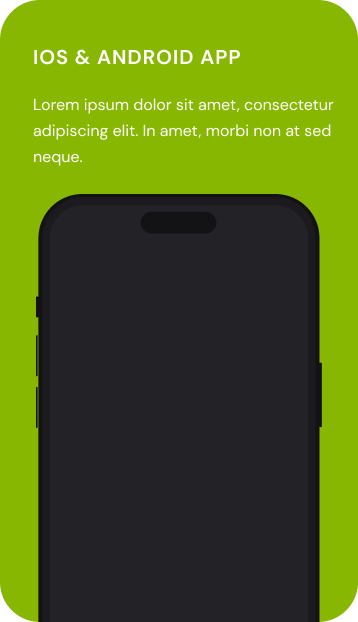 IOS & ANDROID APP
Lorem ipsum dolor sit amet, consectetur
adipiscing elit. In amet, morbi non at sed
neque.